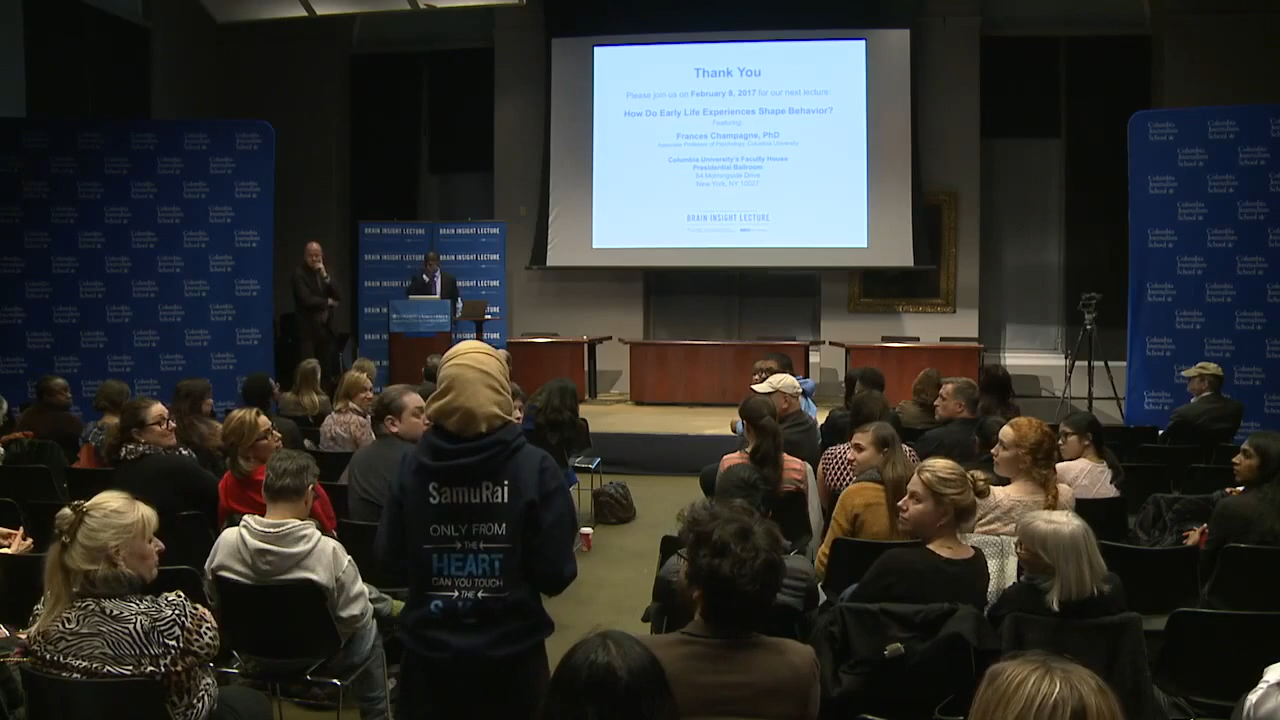 Thank You
Please join us on February 8, 2017 for our next lecture:
How Do Early Life Experiences Shape Behavior?
Featuring:
Frances Champagne, PhD
Associate Professor of Psychology, Columbia University
Columbia University's Faculty House
Presidential Ballroom
64 Morningside Drive
New York, NY 10027
BRAIN INSIGHT LECTURE
BRAIN INSIGHT LECTURE
BRAIN INSIGHT LECTURE
Columbia
Journalism
School
SamuRai
ONLY FROM
THE
HEART
CAN YOU TOUCH
THE